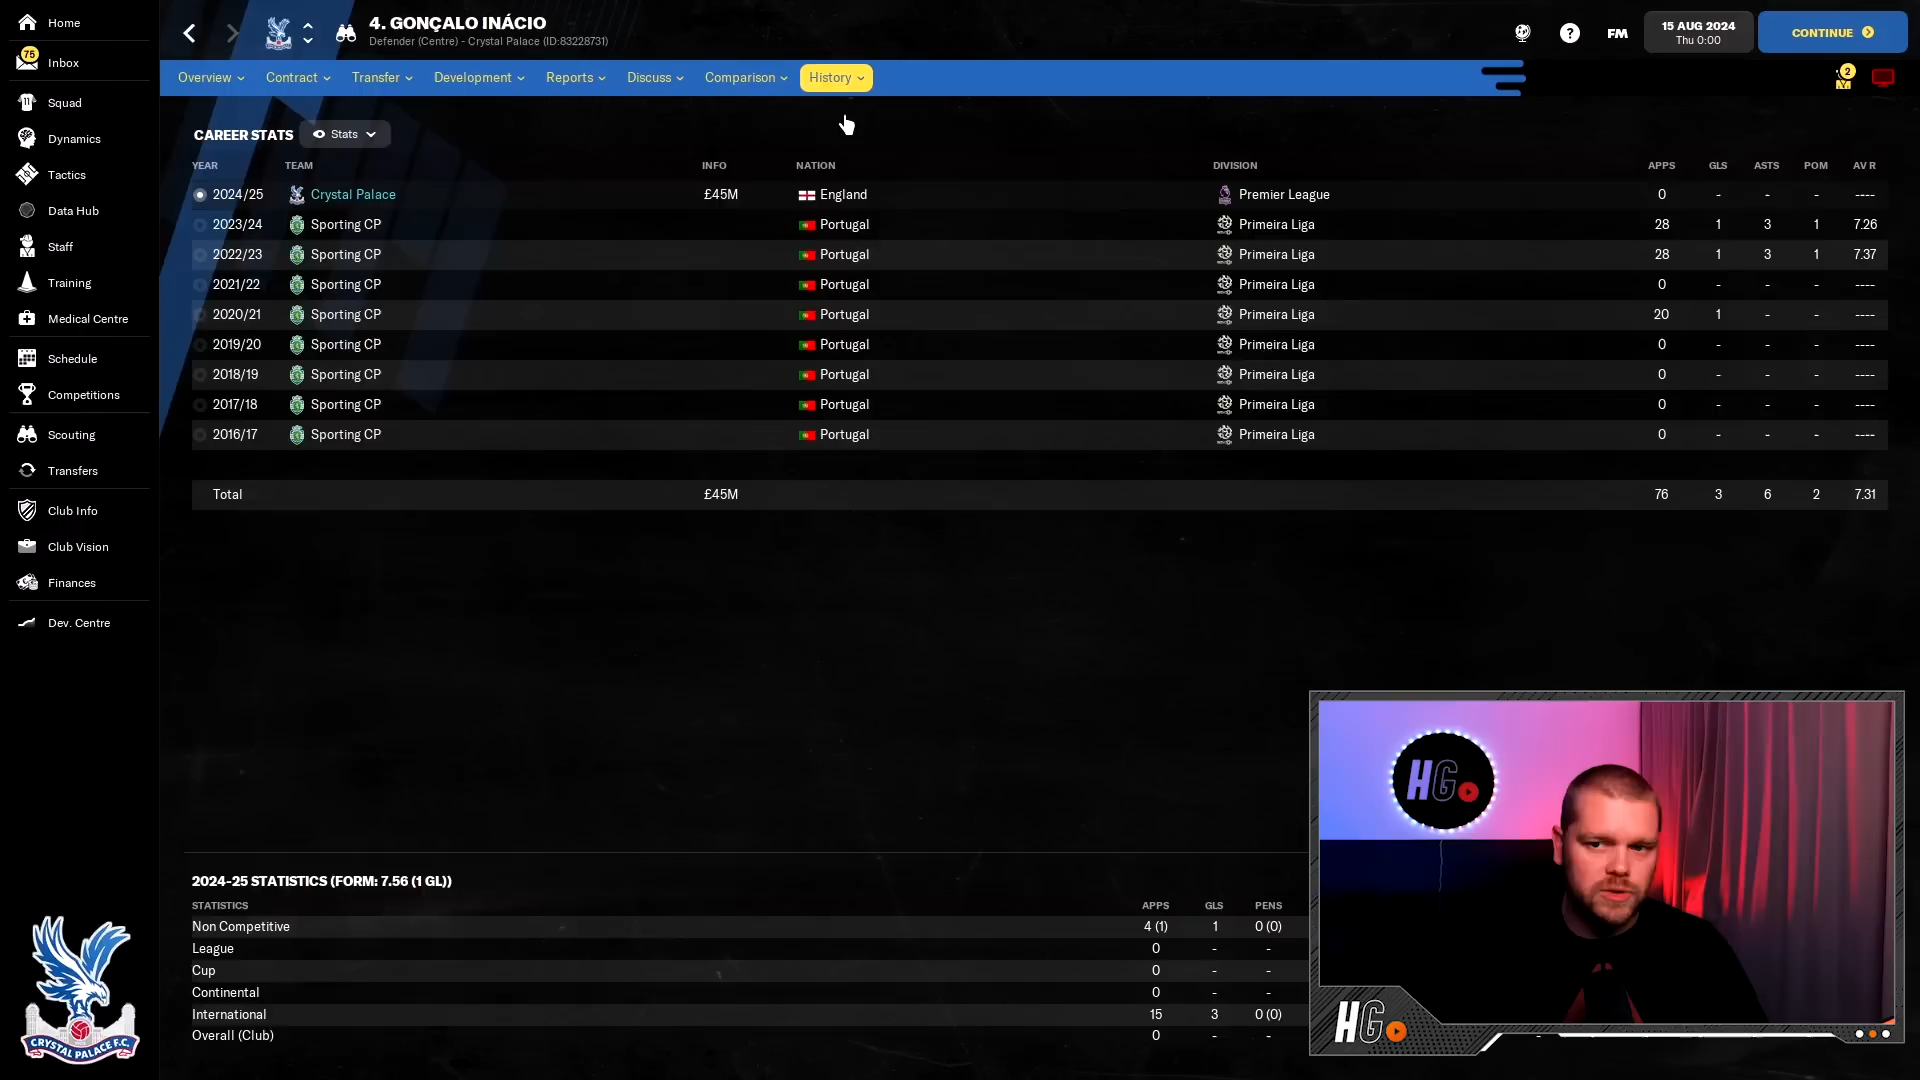 Home
75
Inbox
Squad
Dynamics
Tactics
Data Hub
Staff
Training
Medical Centre
Schedule
Competitions
Scouting
Transfers
Club Info
Club Vision
Finances
Dev. Centre
CRYSTAL PALACE F.C.
4. GONÇALO INÁCIO
Defender (Centre) - Crystal Palace (ID:83228731)
? FM 15 AUG 2024 CONTINUE
Thu 0:00
Overview Contract Transfer Development Reports Discuss Comparison History 2
CAREER STATS Stats
YEAR TEAM INFO NATION DIVISION APPS GLS ASTS POM AV R
2024/25 Crystal Palace £45M England Premier League 0 - - - ----
2023/24 Sporting CP Portugal Primeira Liga 28 1 3 1 7.26
2022/23 Sporting CP Portugal Primeira Liga 28 1 3 1 7.37
2021/22 Sporting CP Portugal Primeira Liga 0 - - - ----
2020/21 Sporting CP Portugal Primeira Liga 20 1 - - ----
2019/20 Sporting CP Portugal Primeira Liga 0 - - - ----
2018/19 Sporting CP Portugal Primeira Liga 0 - - - ----
2017/18 Sporting CP Portugal Primeira Liga 0 - - - ----
2016/17 Sporting CP Portugal Primeira Liga 0 - - - ----
Total £45M 76 3 6 2 7.31
2024-25 STATISTICS (FORM: 7.56 (1 GL))
STATISTICS APPS GLS PENS
Non Competitive 4 (1) 1 0 (0)
League 0 - -
Cup 0 - -
Continental 0 - -
International 15 3 0 (0)
Overall (Club) 0 - -
HG
HG